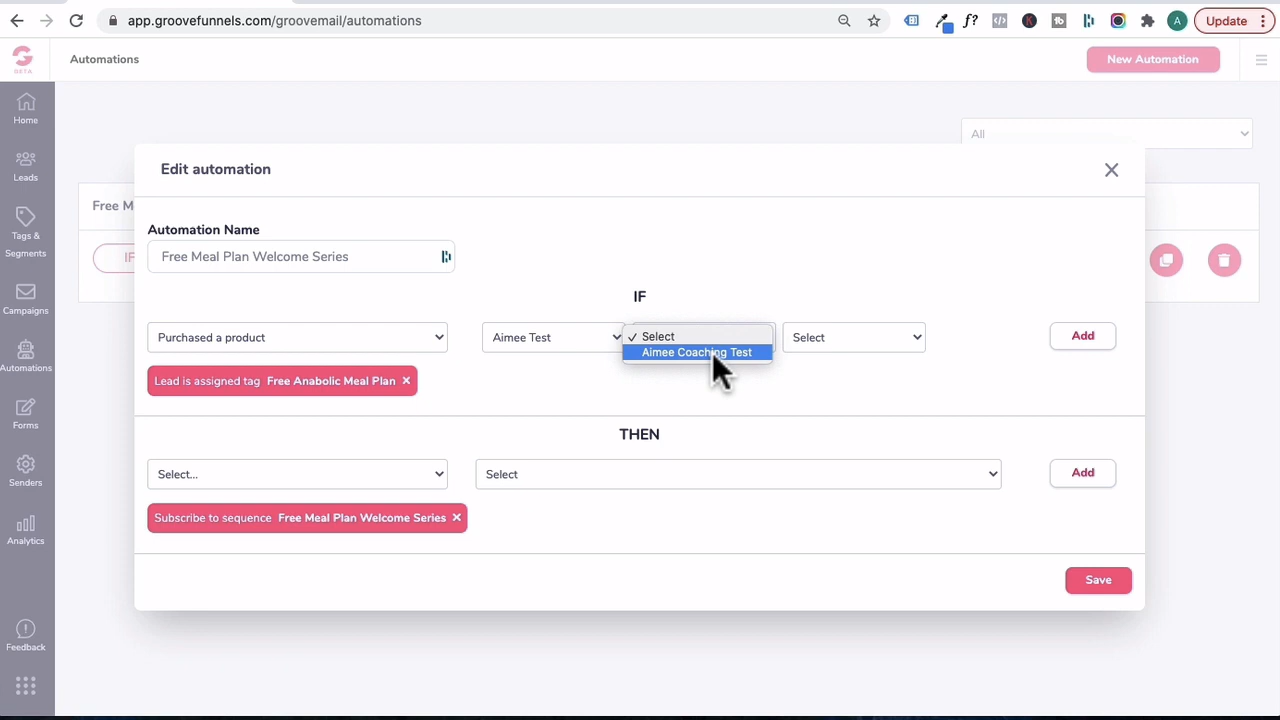 app.groovefunnels.com/groovemail/automations
f?
K
tb
A
Update
G
DATA
Automations
New Automation
Home
Leads
Tags &
Segments
Campaigns
Automations
Forms
Senders
Analytics
Feedback
All
Free M
IF
Edit automation
Automation Name
Free Meal Plan Welcome Series
IF
Purchased a product
Aimee Test
Select
Aimee Coaching Test
Select
Add
Lead is assigned tag Free Anabolic Meal Plan ×
THEN
Select...
Select
Add
Subscribe to sequence Free Meal Plan Welcome Series ×
Save